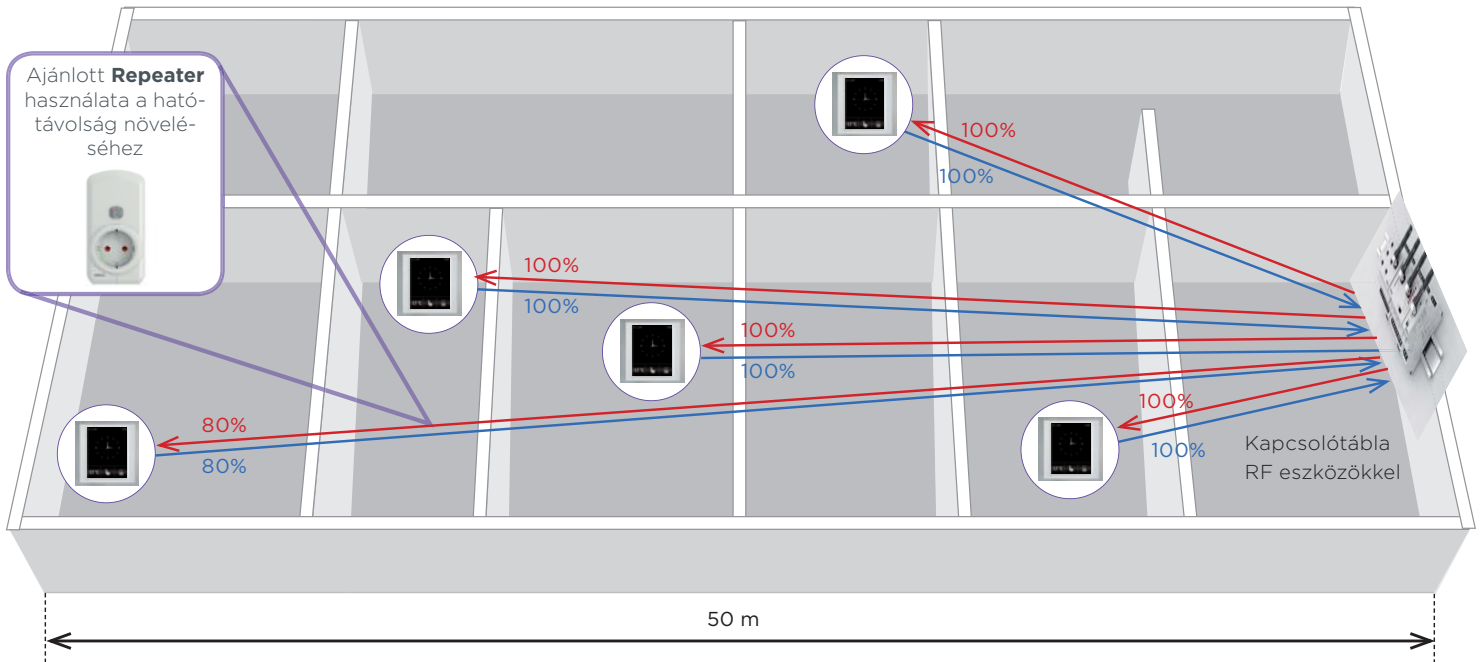 Ajánlott Repeater
használata a ható-
távolság növelé-
séhez
100%
100%
100%
100%
100%
100%
80%
80%
100%
100%
Kapcsolótábla
RF eszközökkel
50 m